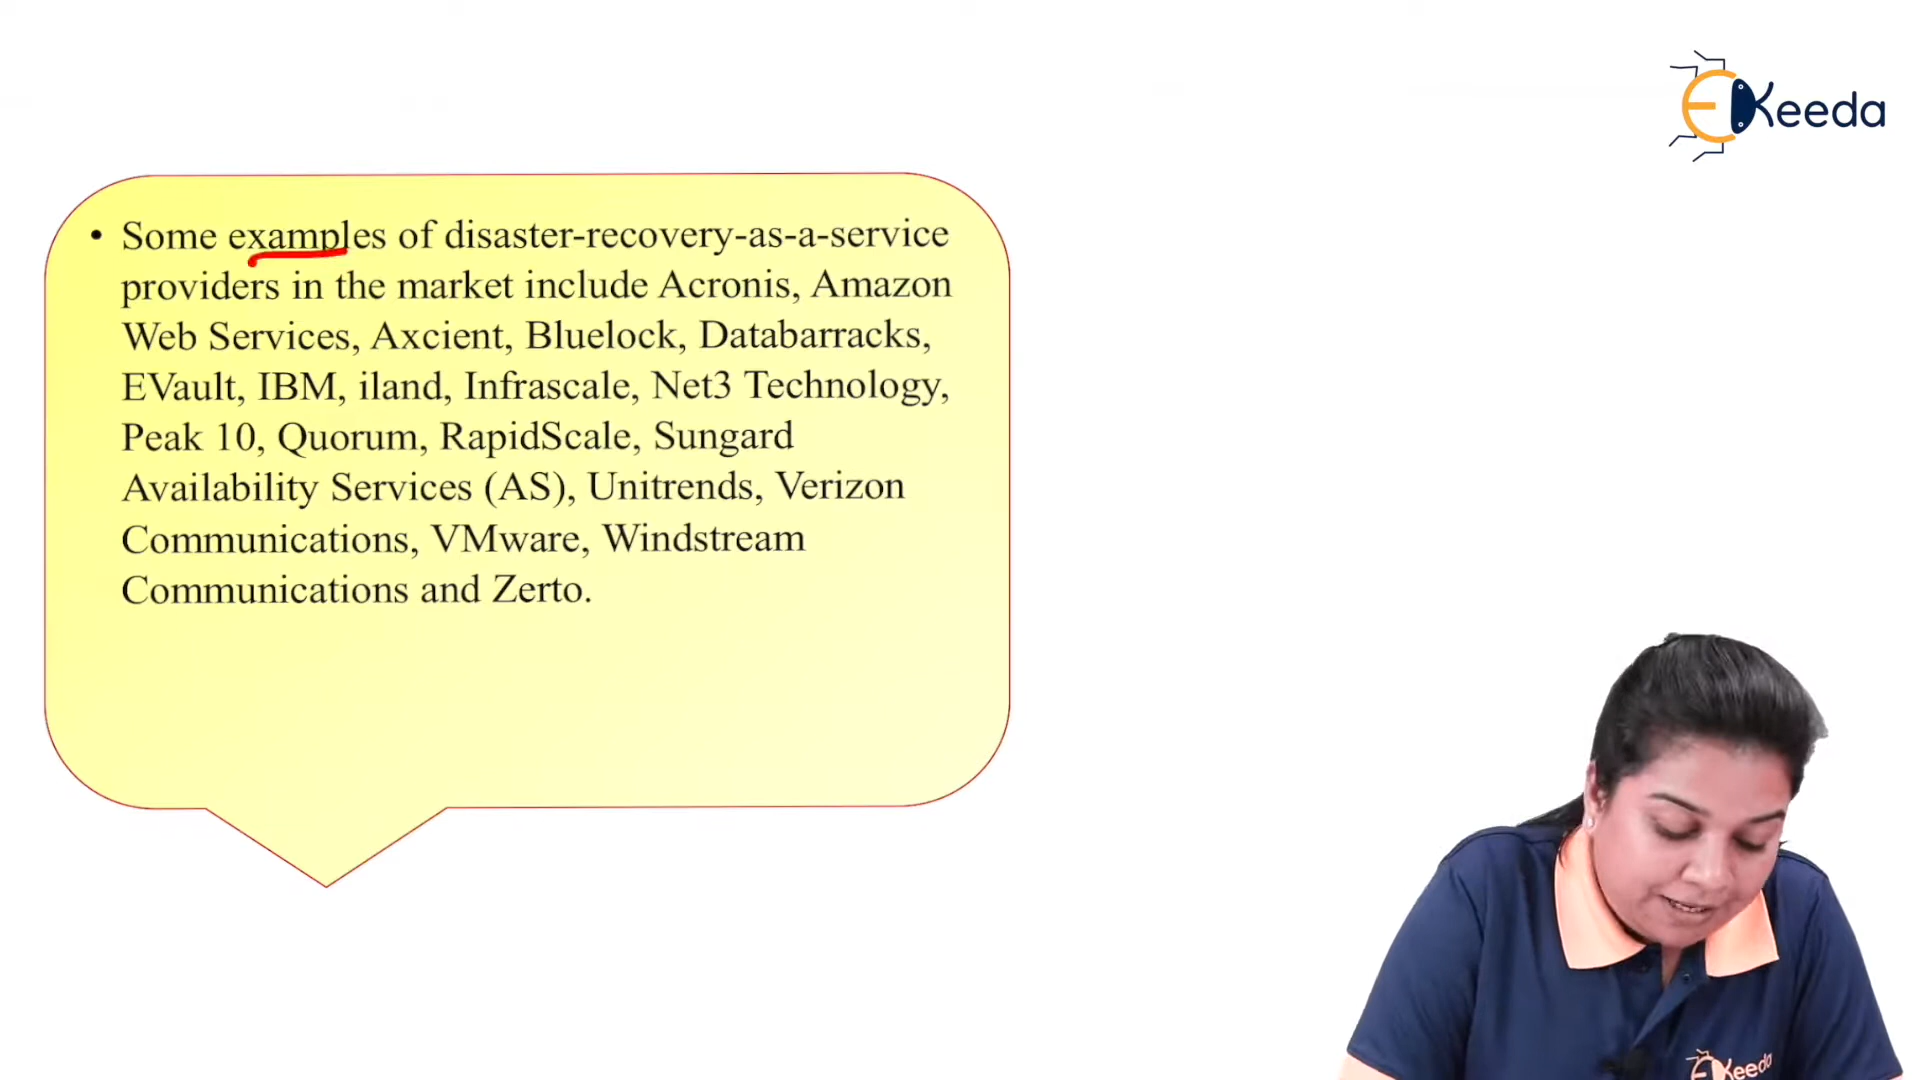 EKeeda
• Some examples of disaster-recovery-as-a-service
providers in the market include Acronis, Amazon
Web Services, Axcient, Bluelock, Databarracks,
EVault, IBM, iland, Infrascale, Net3 Technology,
Peak 10, Quorum, RapidScale, Sungard
Availability Services (AS), Unitrends, Verizon
Communications, VMware, Windstream
Communications and Zerto.
EKeeda